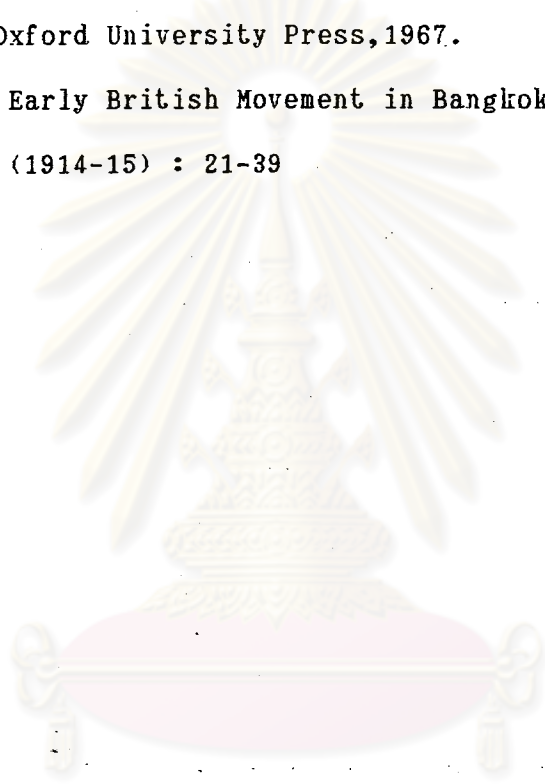 Oxford University Press,1967.
Early British Movement in Bangkok
(1914-15) : 21-39